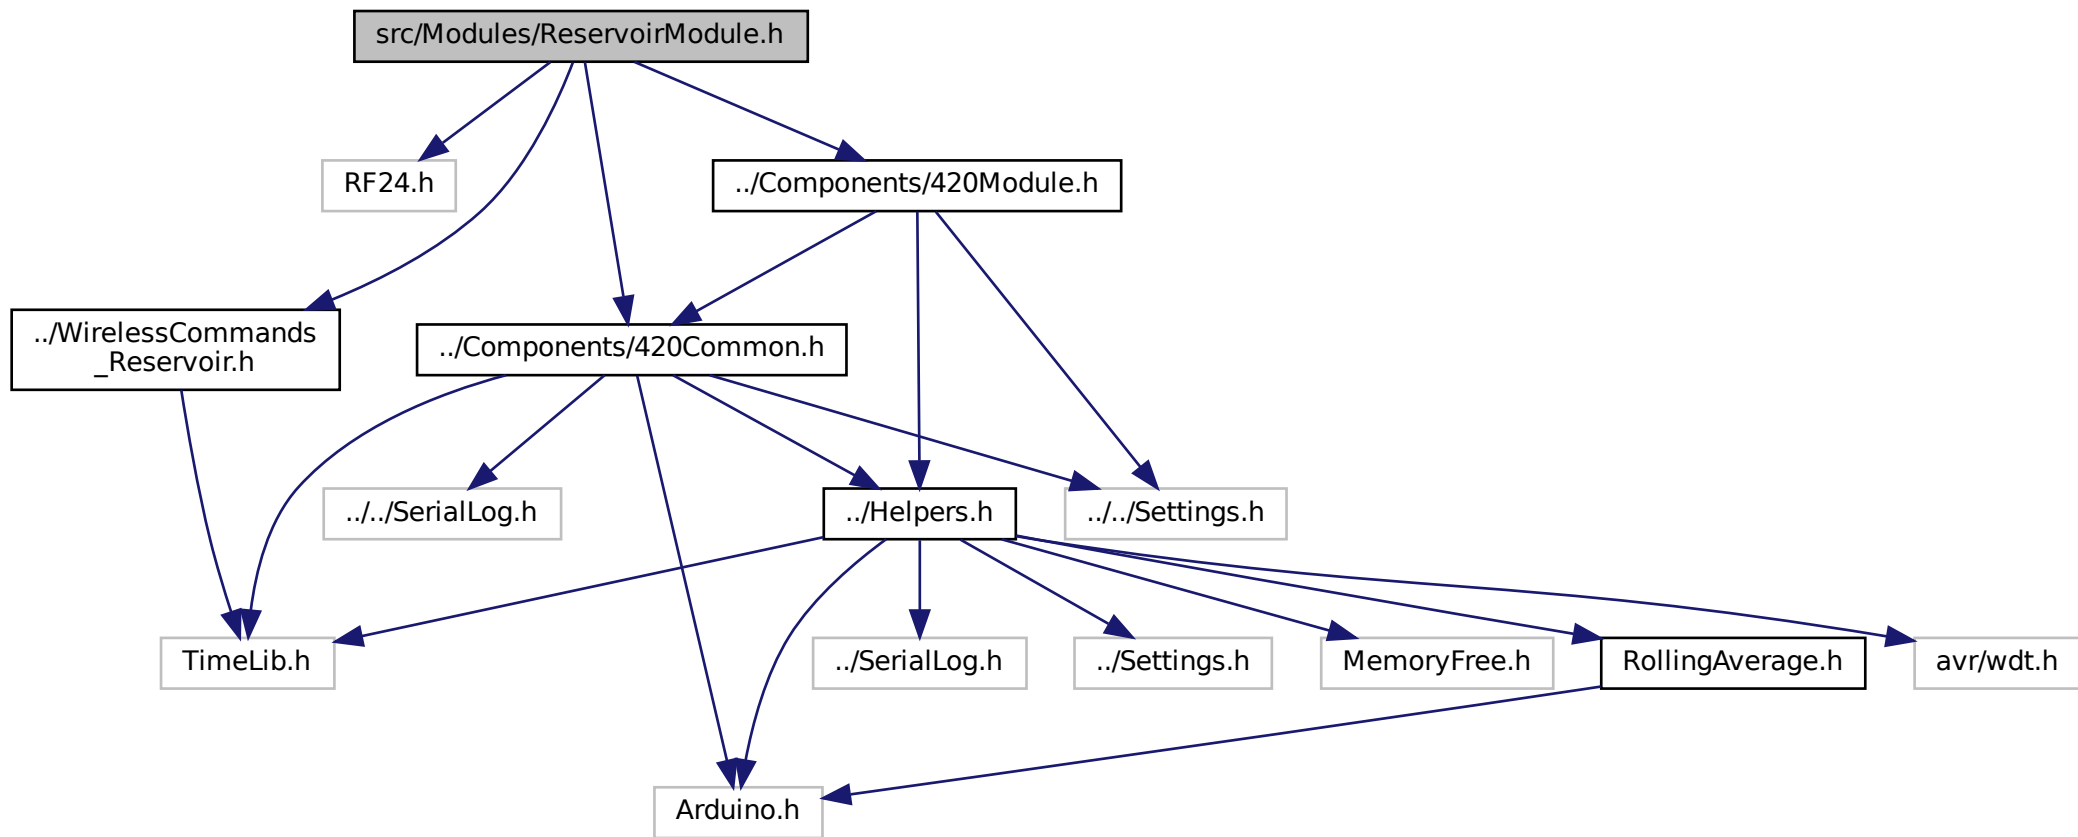 src/Modules/ReservoirModule.h
RF24.h
../Components/420Module.h
../WirelessCommands
_Reservoir.h
../Components/420Common.h
../../SerialLog.h
../Helpers.h
../../Settings.h
TimeLib.h
../SerialLog.h
../Settings.h
MemoryFree.h
RollingAverage.h
avr/wdt.h
Arduino.h